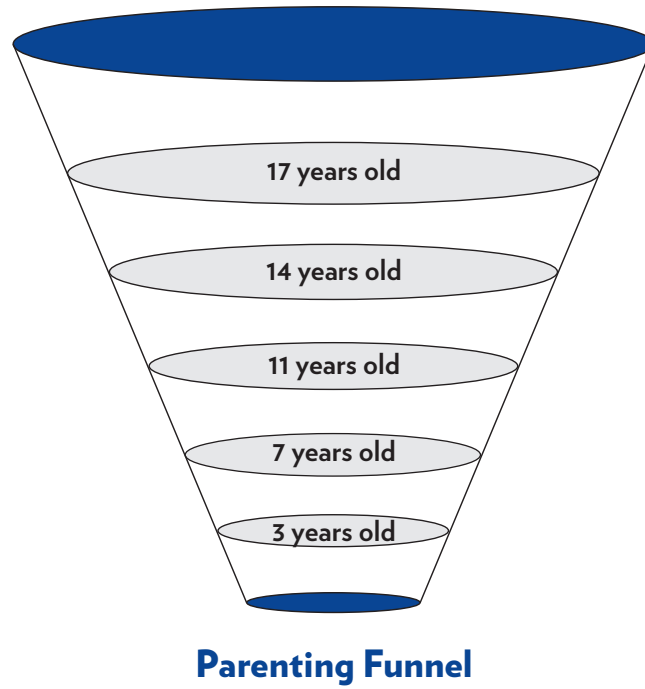 17 years old
14 years old
11 years old
7 years old
3 years old
Parenting Funnel